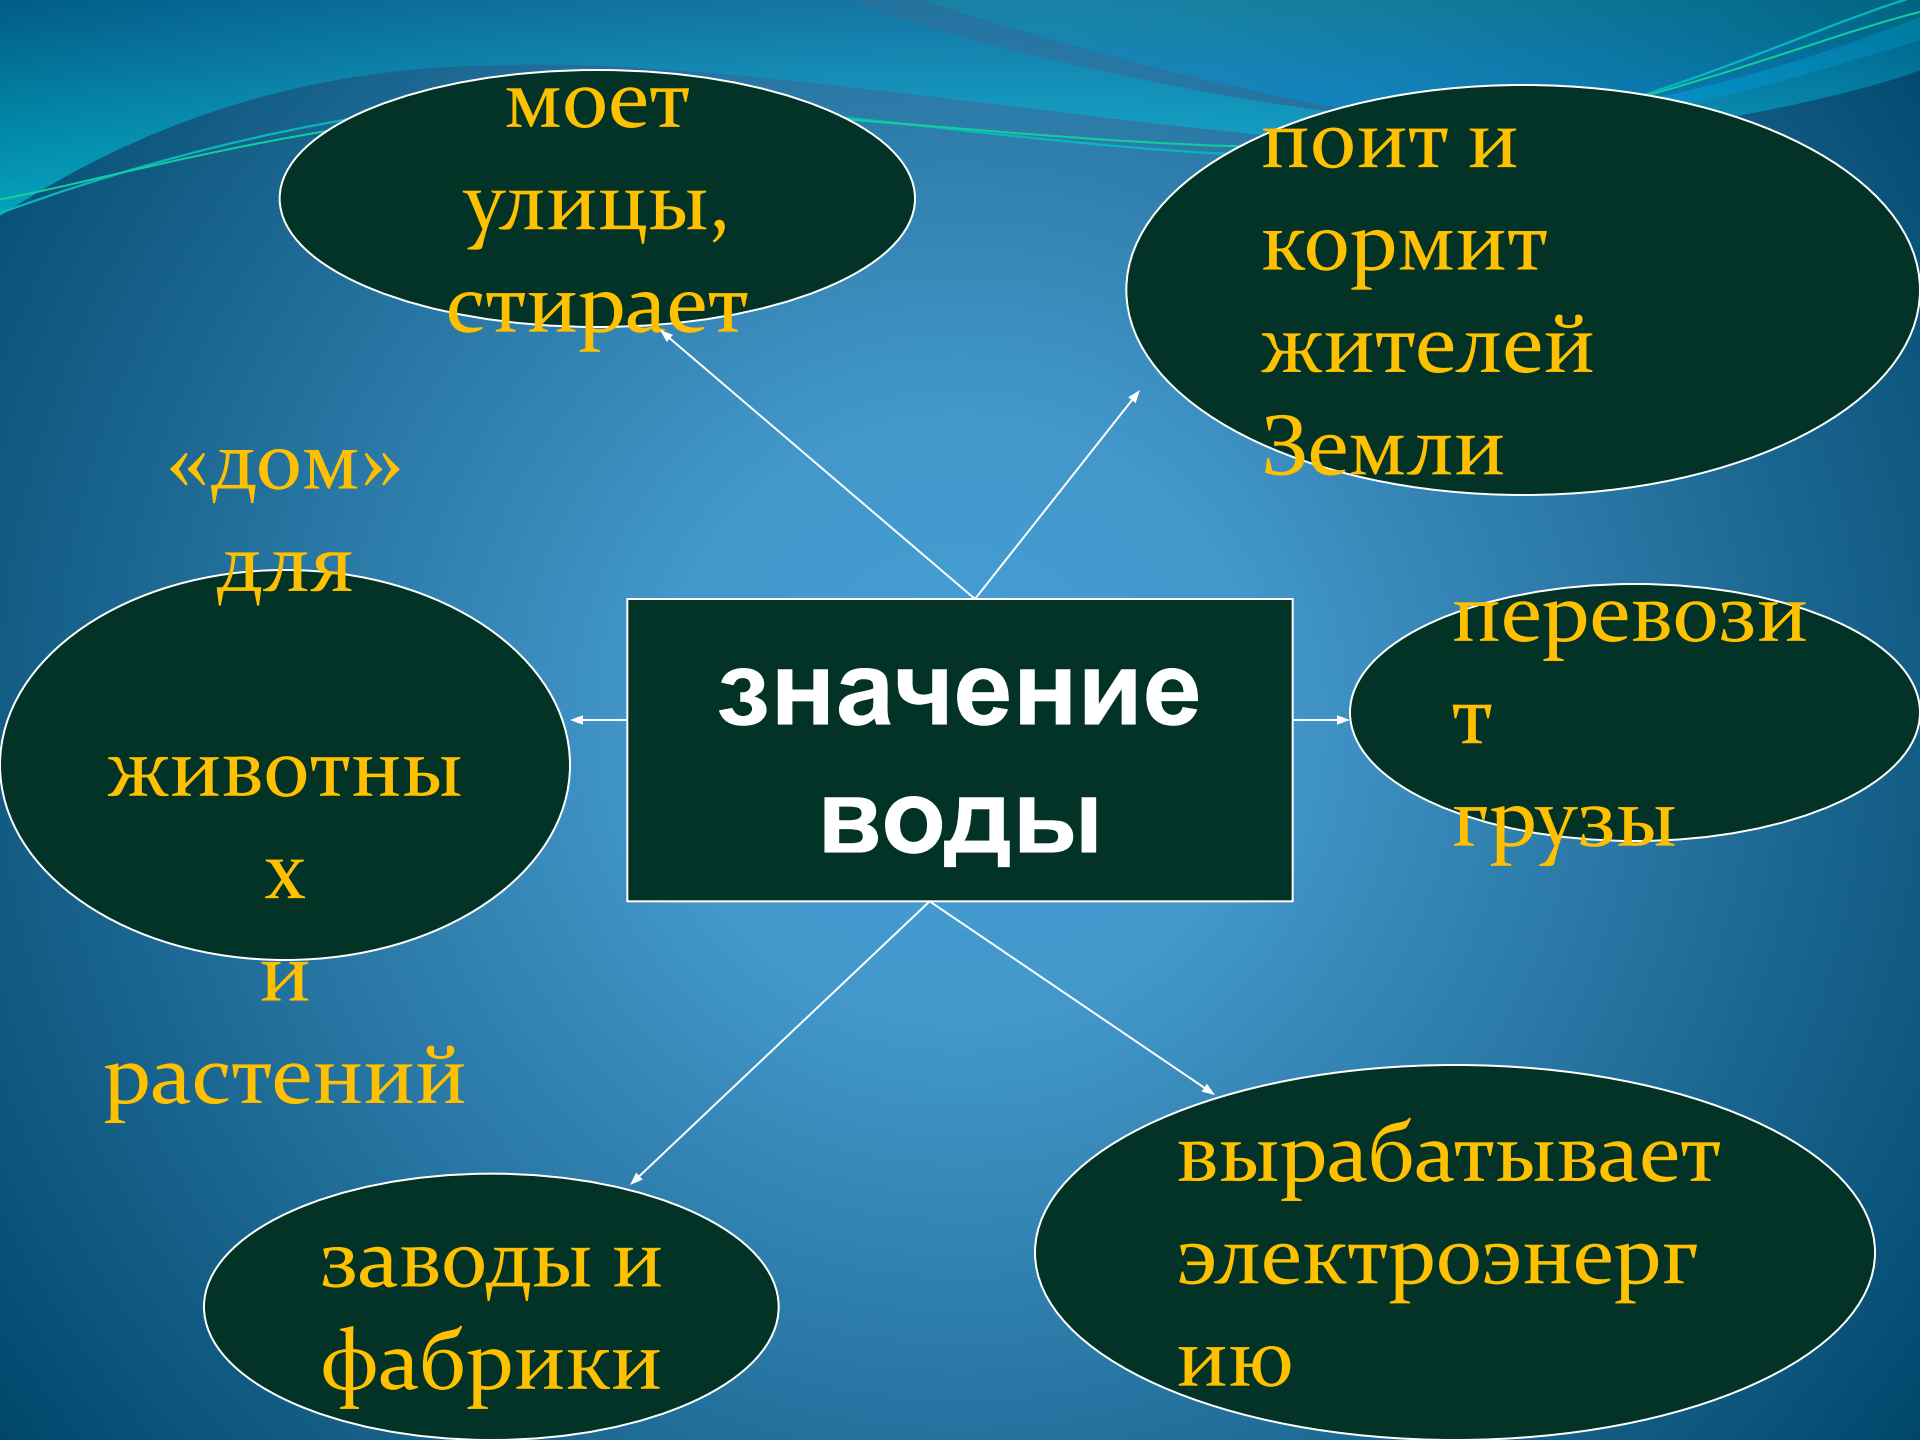 моет
улицы,
стирает
поит и
кормит
жителей
Земли
«дом»
для
животны
х
и
растений
значение
воды
перевози
т
грузы
заводы и
фабрики
вырабатывает
электроэнерг
ию